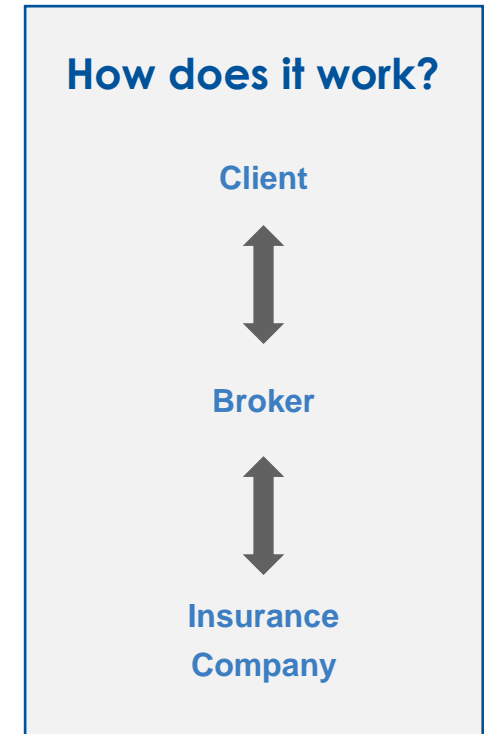 How does it work?
Client
Broker
Insurance
Company